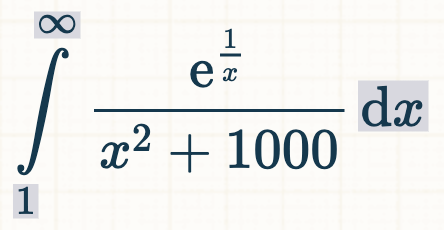 ∫₁^∞ e^(1/x) / (x² + 1000) dx